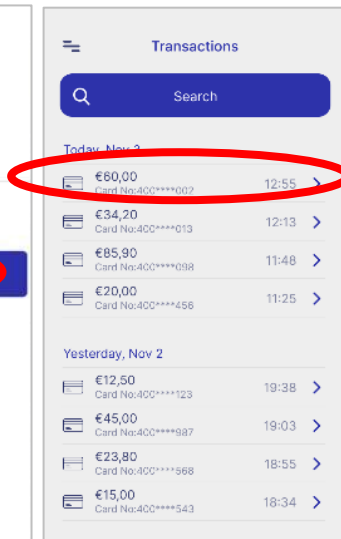 Transactions
Search
Today, Nov 3
€60,00
Card No:400****002
12:55
€34,20
Card No:400****013
12:13
€85,90
Card No:400****098
11:48
€20,00
Card No:400****456
11:25
Yesterday, Nov 2
€12,50
Card No:400****123
19:38
€45,00
Card No:400****987
19:03
€23,80
Card No:400****568
18:55
€15,00
Card No:400****543
18:34